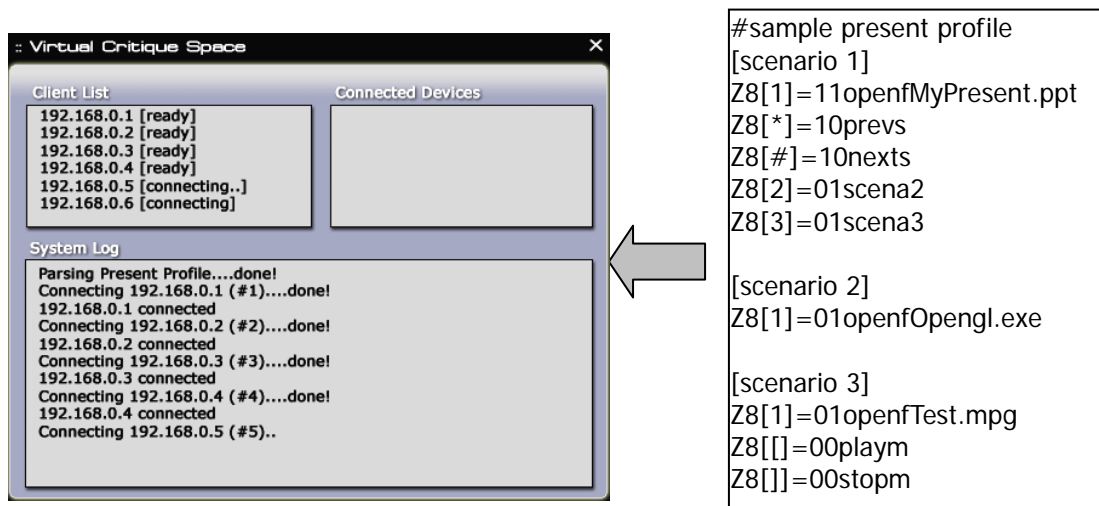 :: Virtual Critique Space ×
Client List
192.168.0.1 [ready]
192.168.0.2 [ready]
192.168.0.3 [ready]
192.168.0.4 [ready]
192.168.0.5 [connecting..]
192.168.0.6 [connecting]
Connected Devices
System Log
Parsing Present Profile....done!
Connecting 192.168.0.1 (#1)....done!
192.168.0.1 connected
Connecting 192.168.0.2 (#2)....done!
192.168.0.2 connected
Connecting 192.168.0.3 (#3)....done!
192.168.0.3 connected
Connecting 192.168.0.4 (#4)....done!
192.168.0.4 connected
Connecting 192.168.0.5 (#5)..
#sample present profile
[scenario 1]
Z8[1]=11openfMyPresent.ppt
Z8[*]=10prevs
Z8[#]=10nexts
Z8[2]=01scena2
Z8[3]=01scena3
[scenario 2]
Z8[1]=01openfOpengl.exe
[scenario 3]
Z8[1]=01openfTest.mpg
Z8[[]=00playm
Z8[]]=00stopm